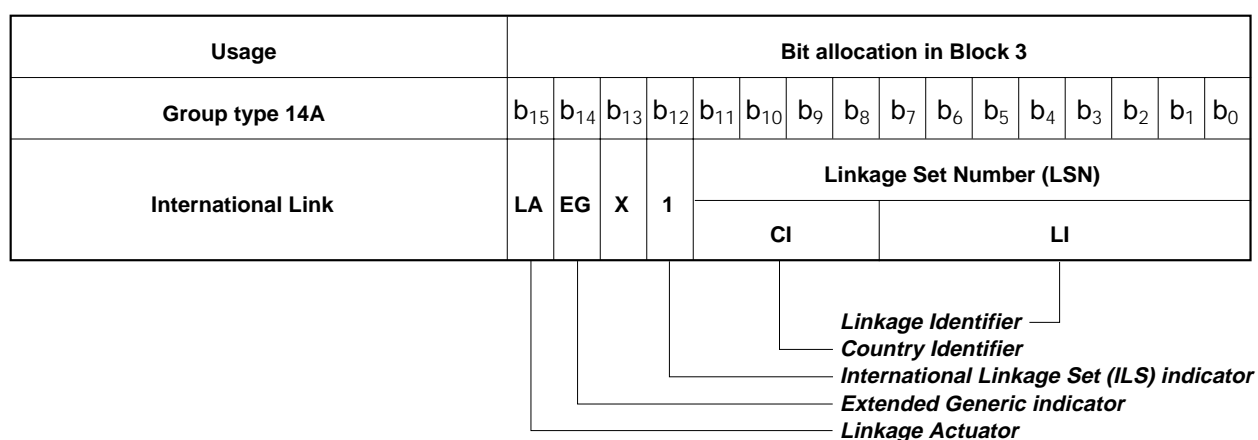 Usage Bit allocation in Block 3
Group type 14A b₁₅ b₁₄ b₁₃ b₁₂ b₁₁ b₁₀ b₉ b₈ b₇ b₆ b₅ b₄ b₃ b₂ b₁ b₀
Linkage Set Number (LSN)
International Link LA EG X 1
CI LI
Linkage Identifier
Country Identifier
International Linkage Set (ILS) indicator
Extended Generic indicator
Linkage Actuator